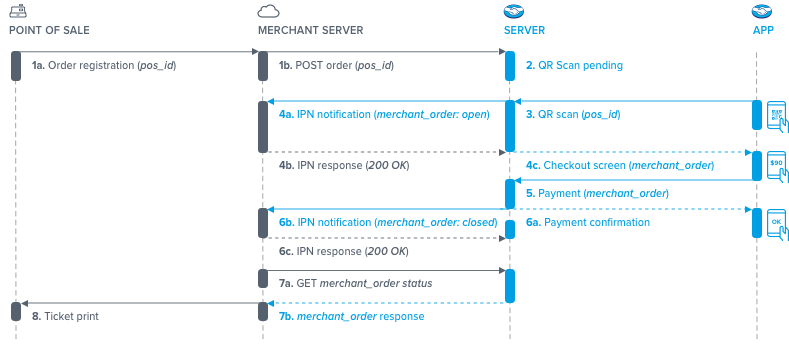 POINT OF SALE MERCHANT SERVER SERVER APP
1a. Order registration (pos_id) 1b. POST order (pos_id) 2. QR Scan pending
4a. IPN notification (merchant_order: open) 3. QR scan (pos_id)
4b. IPN response (200 OK) 4c. Checkout screen (merchant_order) $90
5. Payment (merchant_order)
6b. IPN notification (merchant_order: closed) 6a. Payment confirmation OK
6c. IPN response (200 OK)
7a. GET merchant_order status
8. Ticket print 7b. merchant_order response